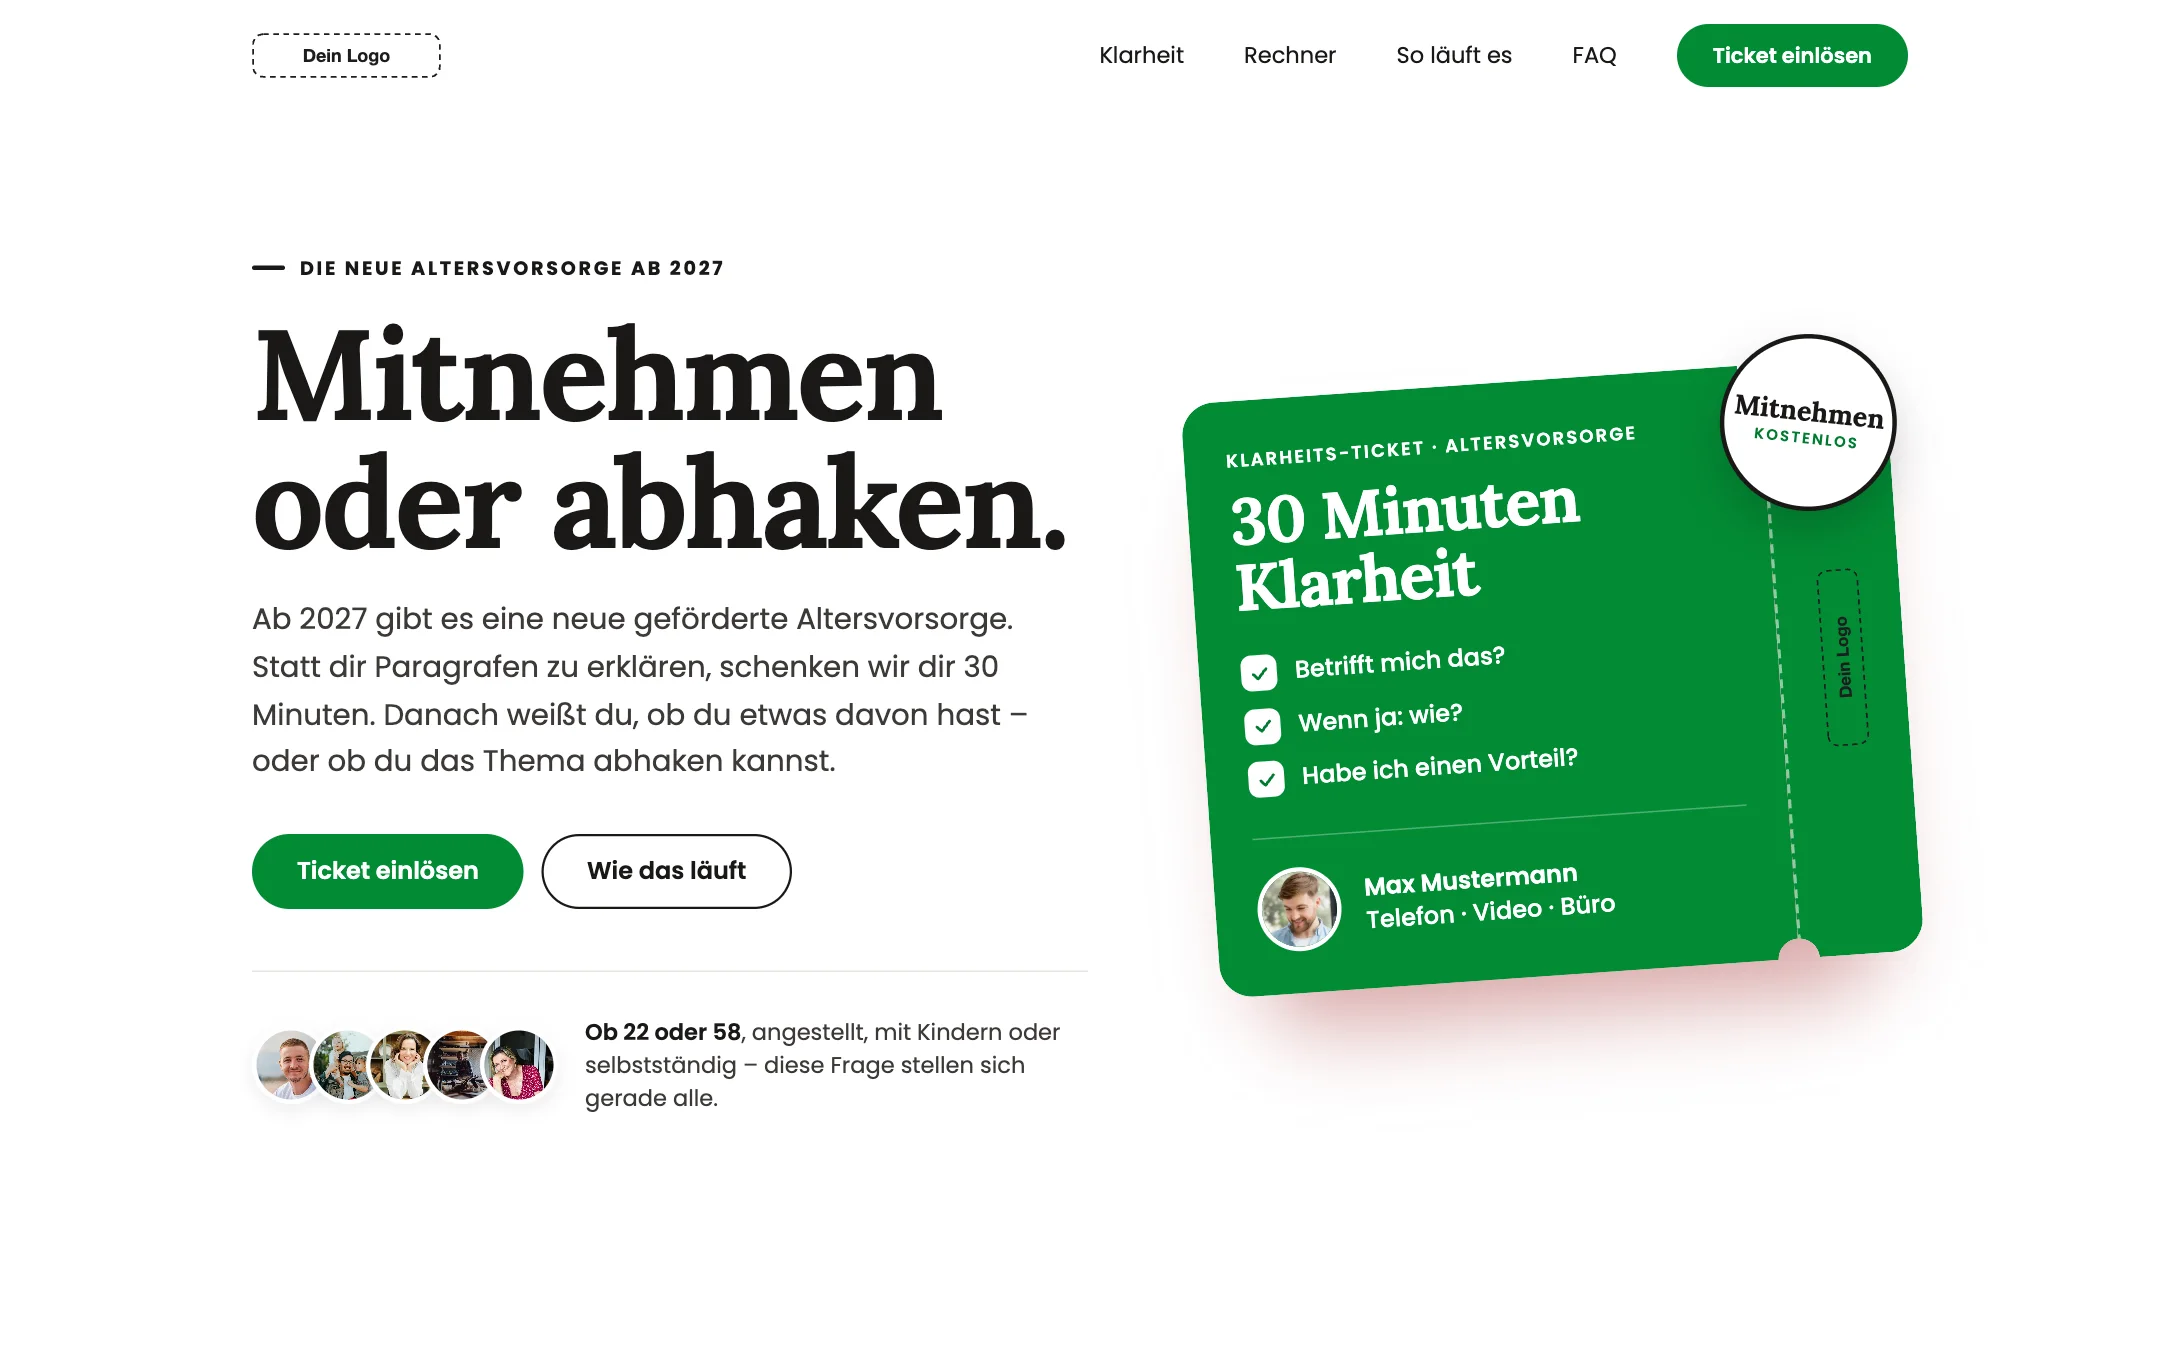 Dein Logo
Klarheit
Rechner
So läuft es
FAQ
Ticket einlösen
DIE NEUE ALTERSVORSORGE AB 2027
Mitnehmen
oder abhaken.
Ab 2027 gibt es eine neue geförderte Altersvorsorge.
Statt dir Paragrafen zu erklären, schenken wir dir 30
Minuten. Danach weißt du, ob du etwas davon hast –
oder ob du das Thema abhaken kannst.
Ticket einlösen
Wie das läuft
Ob 22 oder 58, angestellt, mit Kindern oder
selbstständig – diese Frage stellen sich
gerade alle.
Mitnehmen
KOSTENLOS
KLARHEITS-TICKET · ALTERSVORSORGE
30 Minuten
Klarheit
Betrifft mich das?
Wenn ja: wie?
Habe ich einen Vorteil?
Max Mustermann
Telefon · Video · Büro
Dein Logo